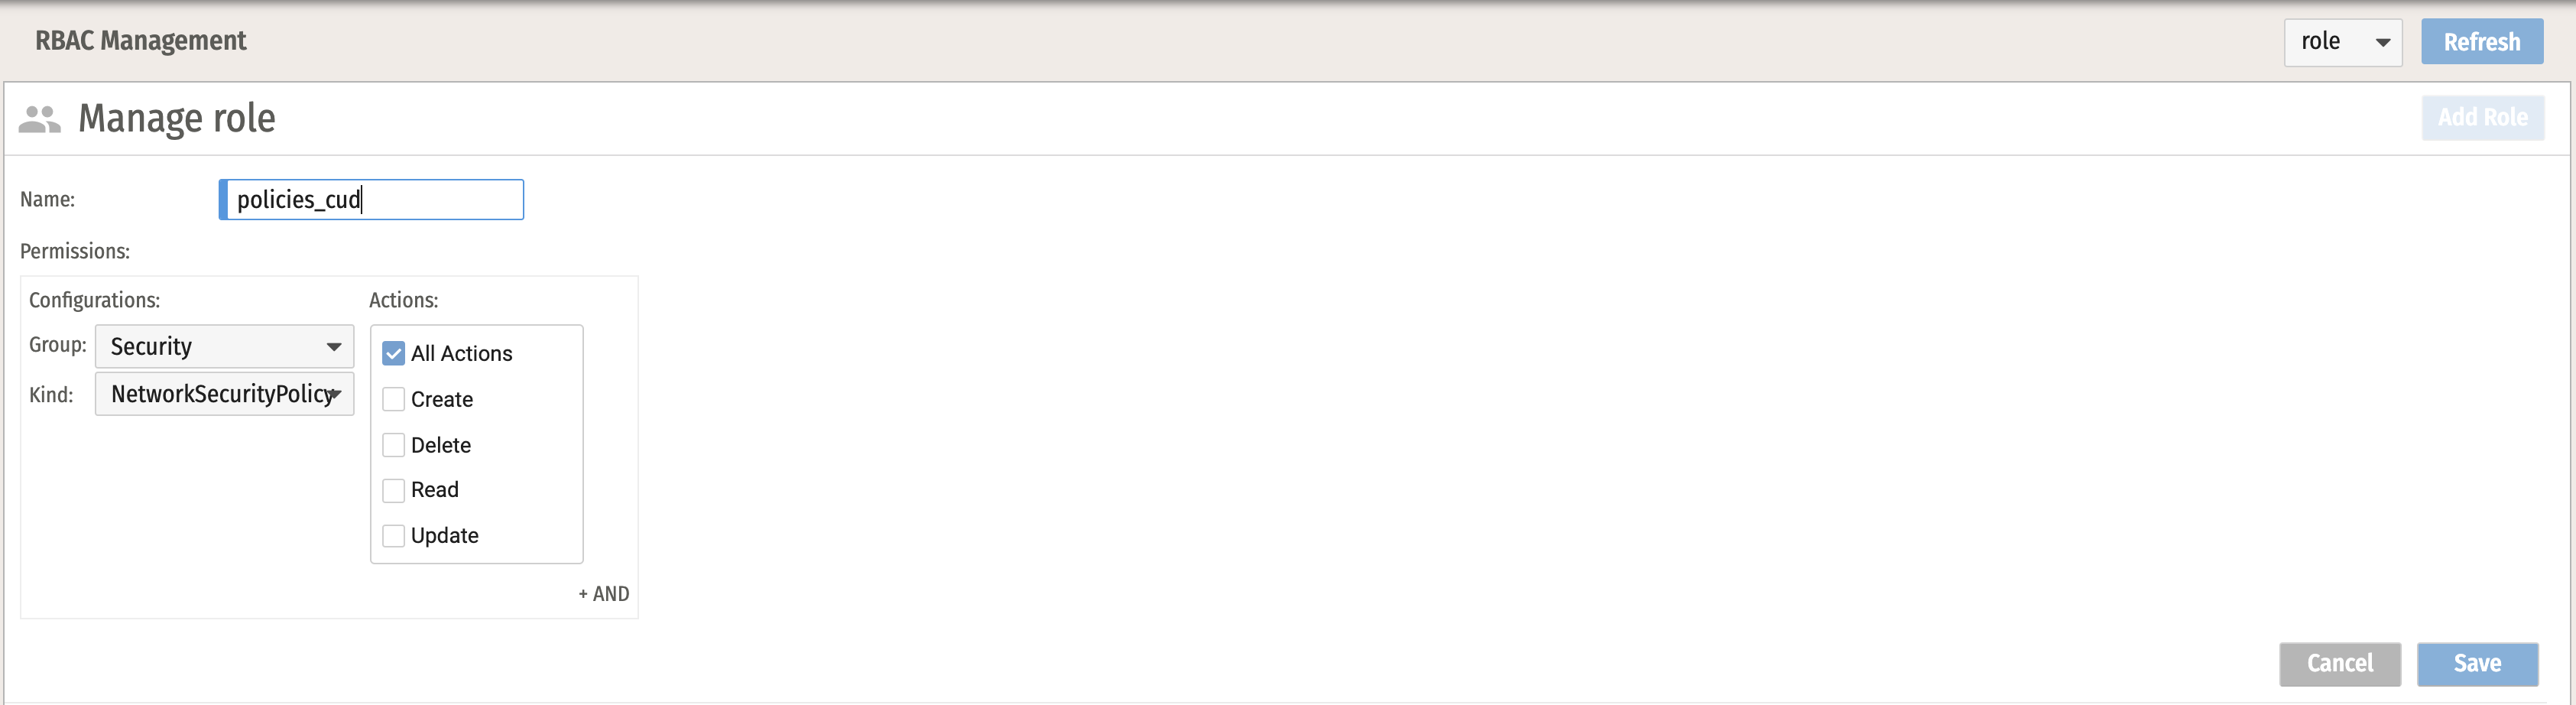 RBAC Management
role
Refresh
Manage role
Add Role
Name:
policies_cud
Permissions:
Configurations:
Actions:
Group:
Security
All Actions
Kind:
NetworkSecurityPolicy
Create
Delete
Read
Update
+ AND
Cancel
Save